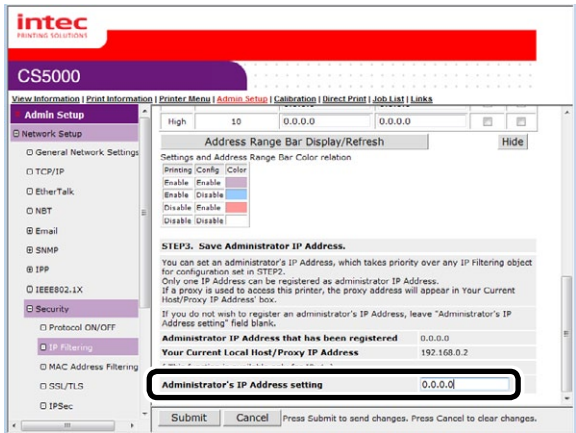 intec
PRINTING SOLUTIONS
CS5000
View Information | Print Information | Printer Menu | Admin Setup | Calibration | Direct Print | Job List | Links
Admin Setup
Network Setup
General Network Settings
TCP/IP
EtherTalk
NBT
Email
SNMP
IPP
IEEE802.1X
Security
Protocol ON/OFF
IP Filtering
MAC Address Filtering
SSL/TLS
IPSec
High 10 0.0.0.0 0.0.0.0
Address Range Bar Display/Refresh Hide
Settings and Address Range Bar Color relation
Printing Config Color
Enable Enable
Enable Disable
Disable Enable
Disable Disable
STEP3. Save Administrator IP Address.
You can set an administrator's IP Address, which takes priority over any IP Filtering object
for configuration set in STEP2.
Only one IP Address can be registered as administrator IP Address.
If a proxy is used to access this printer, the proxy address will appear in 'Your Current
Host/Proxy IP Address' box.
If you do not wish to register an administrator's IP Address, leave "Administrator's IP
Address setting" field blank.
Administrator IP Address that has been registered 0.0.0.0
Your Current Local Host/Proxy IP Address 192.168.0.2
Administrator's IP Address setting 0.0.0.0
Submit Cancel Press Submit to send changes. Press Cancel to clear changes.